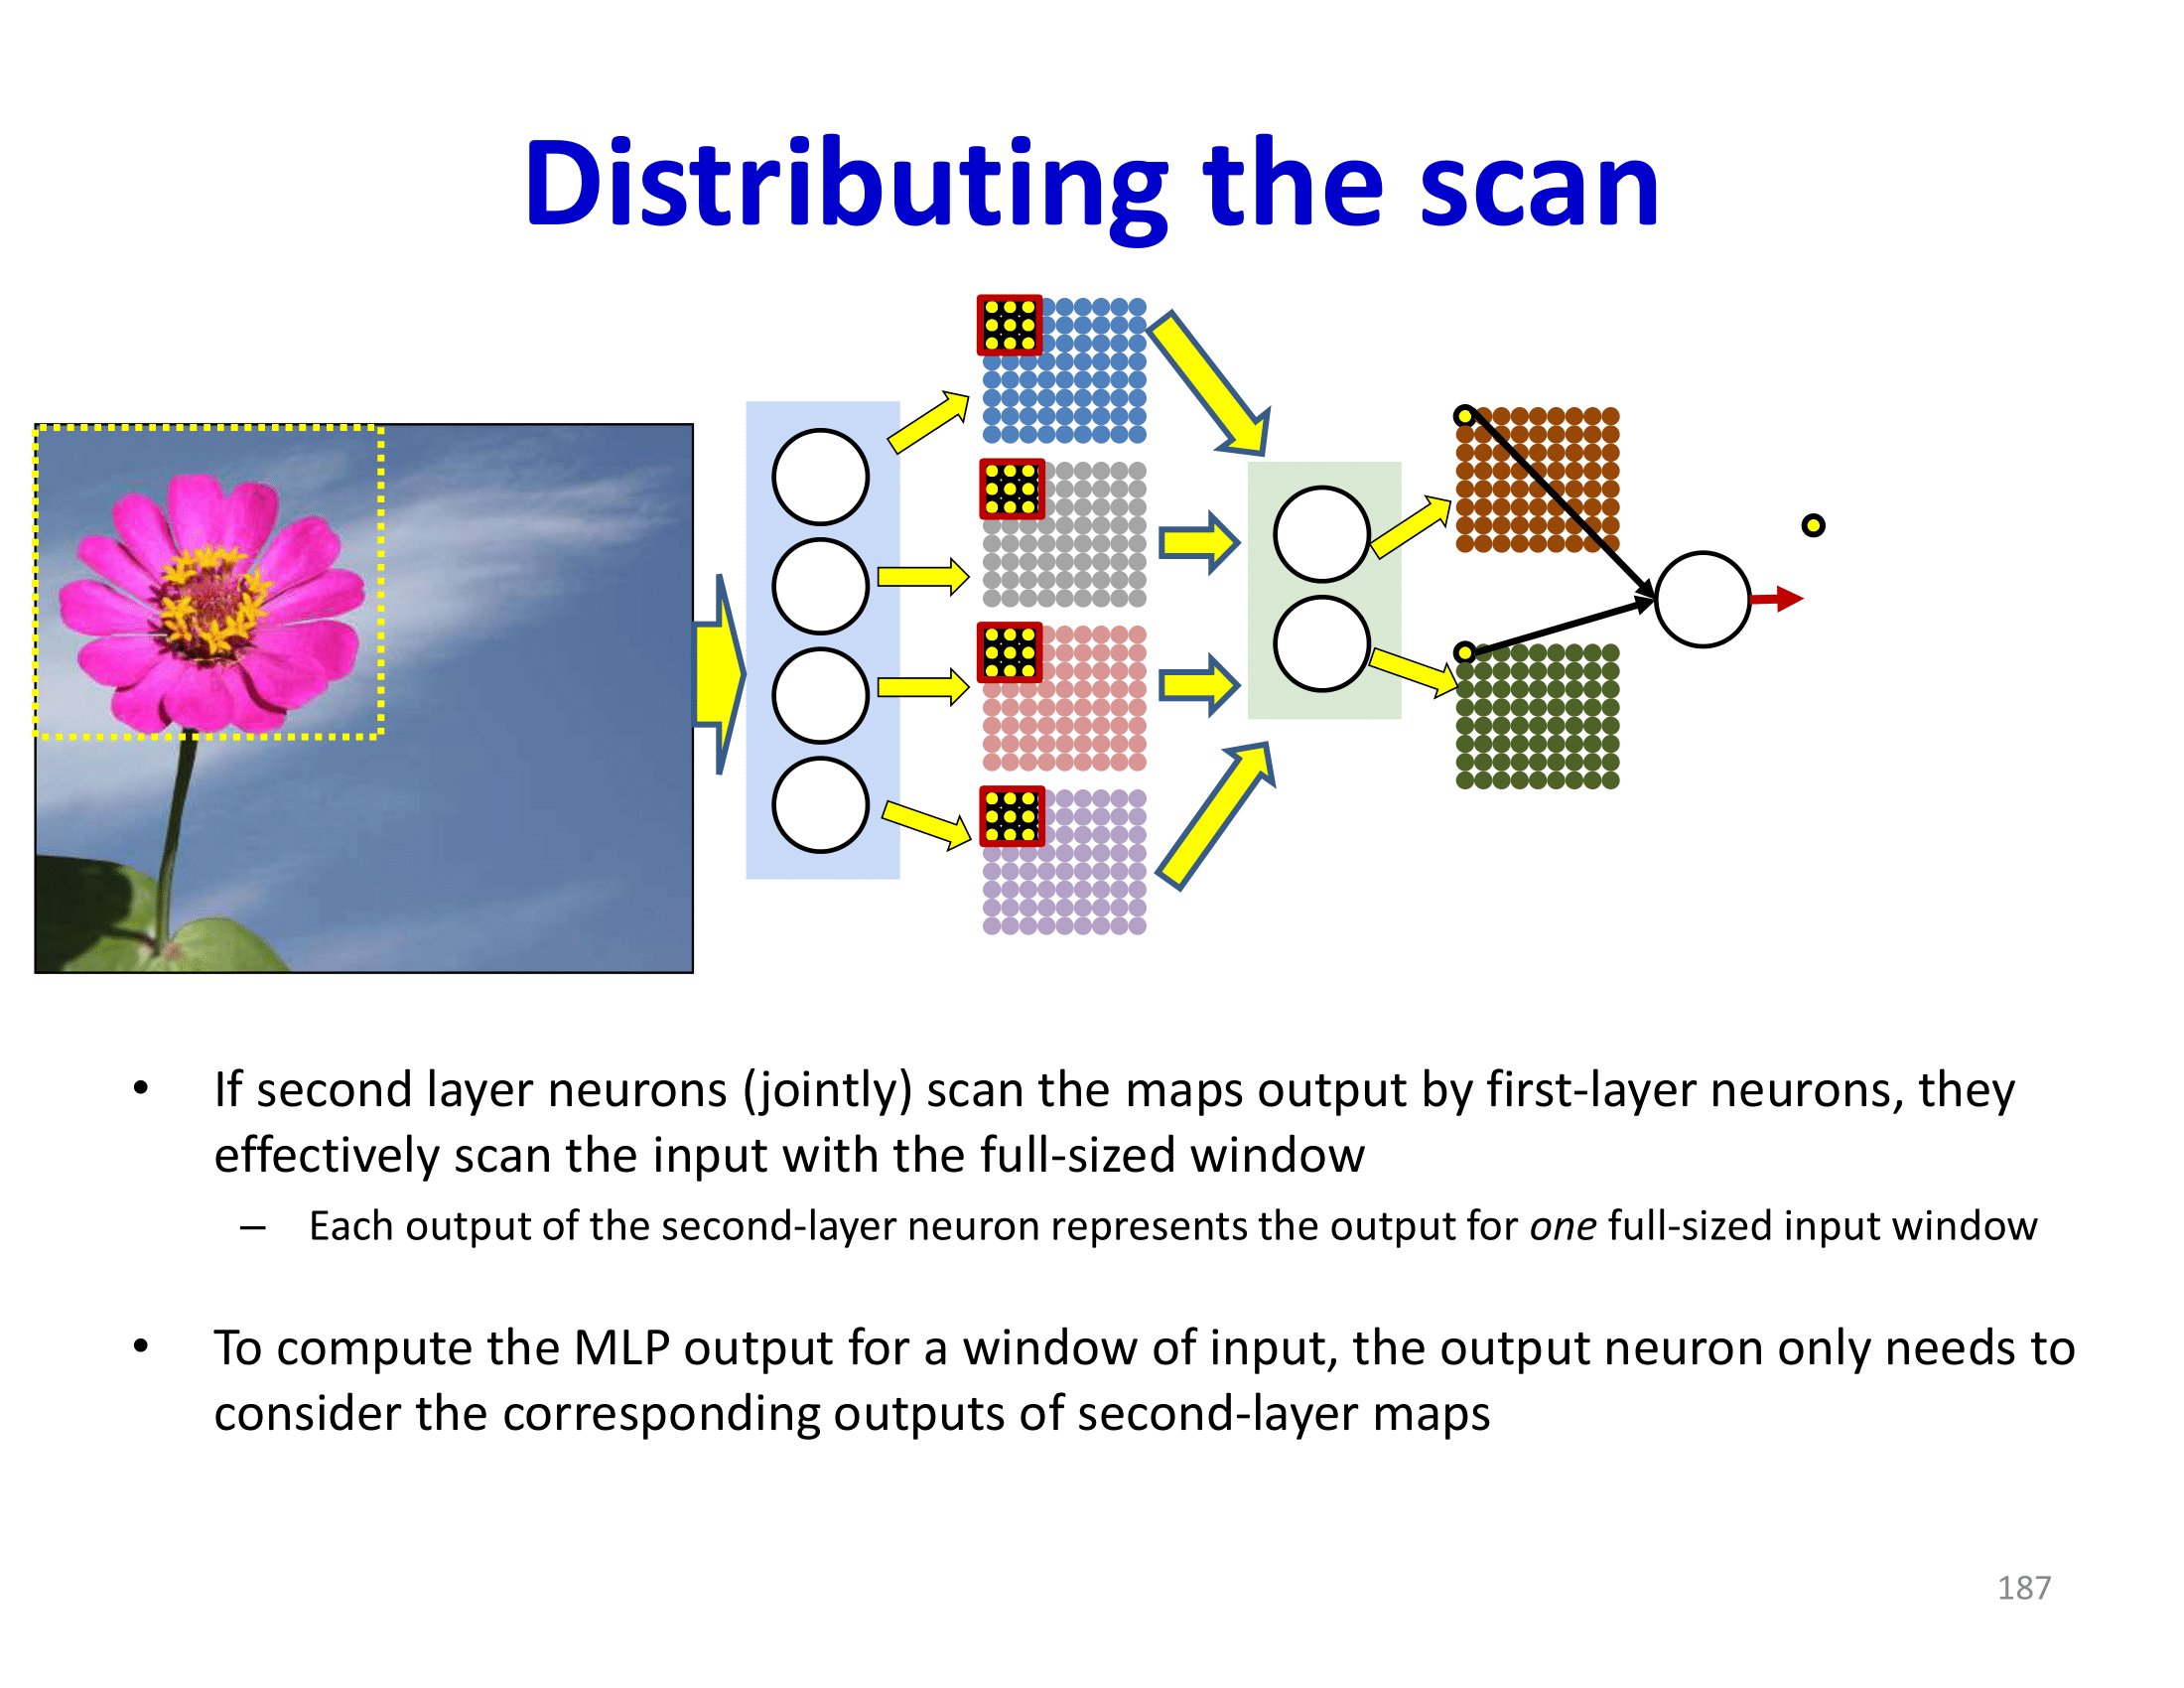 Distributing the scan
• If second layer neurons (jointly) scan the maps output by first-layer neurons, they
effectively scan the input with the full-sized window
– Each output of the second-layer neuron represents the output for one full-sized input window
• To compute the MLP output for a window of input, the output neuron only needs to
consider the corresponding outputs of second-layer maps
187